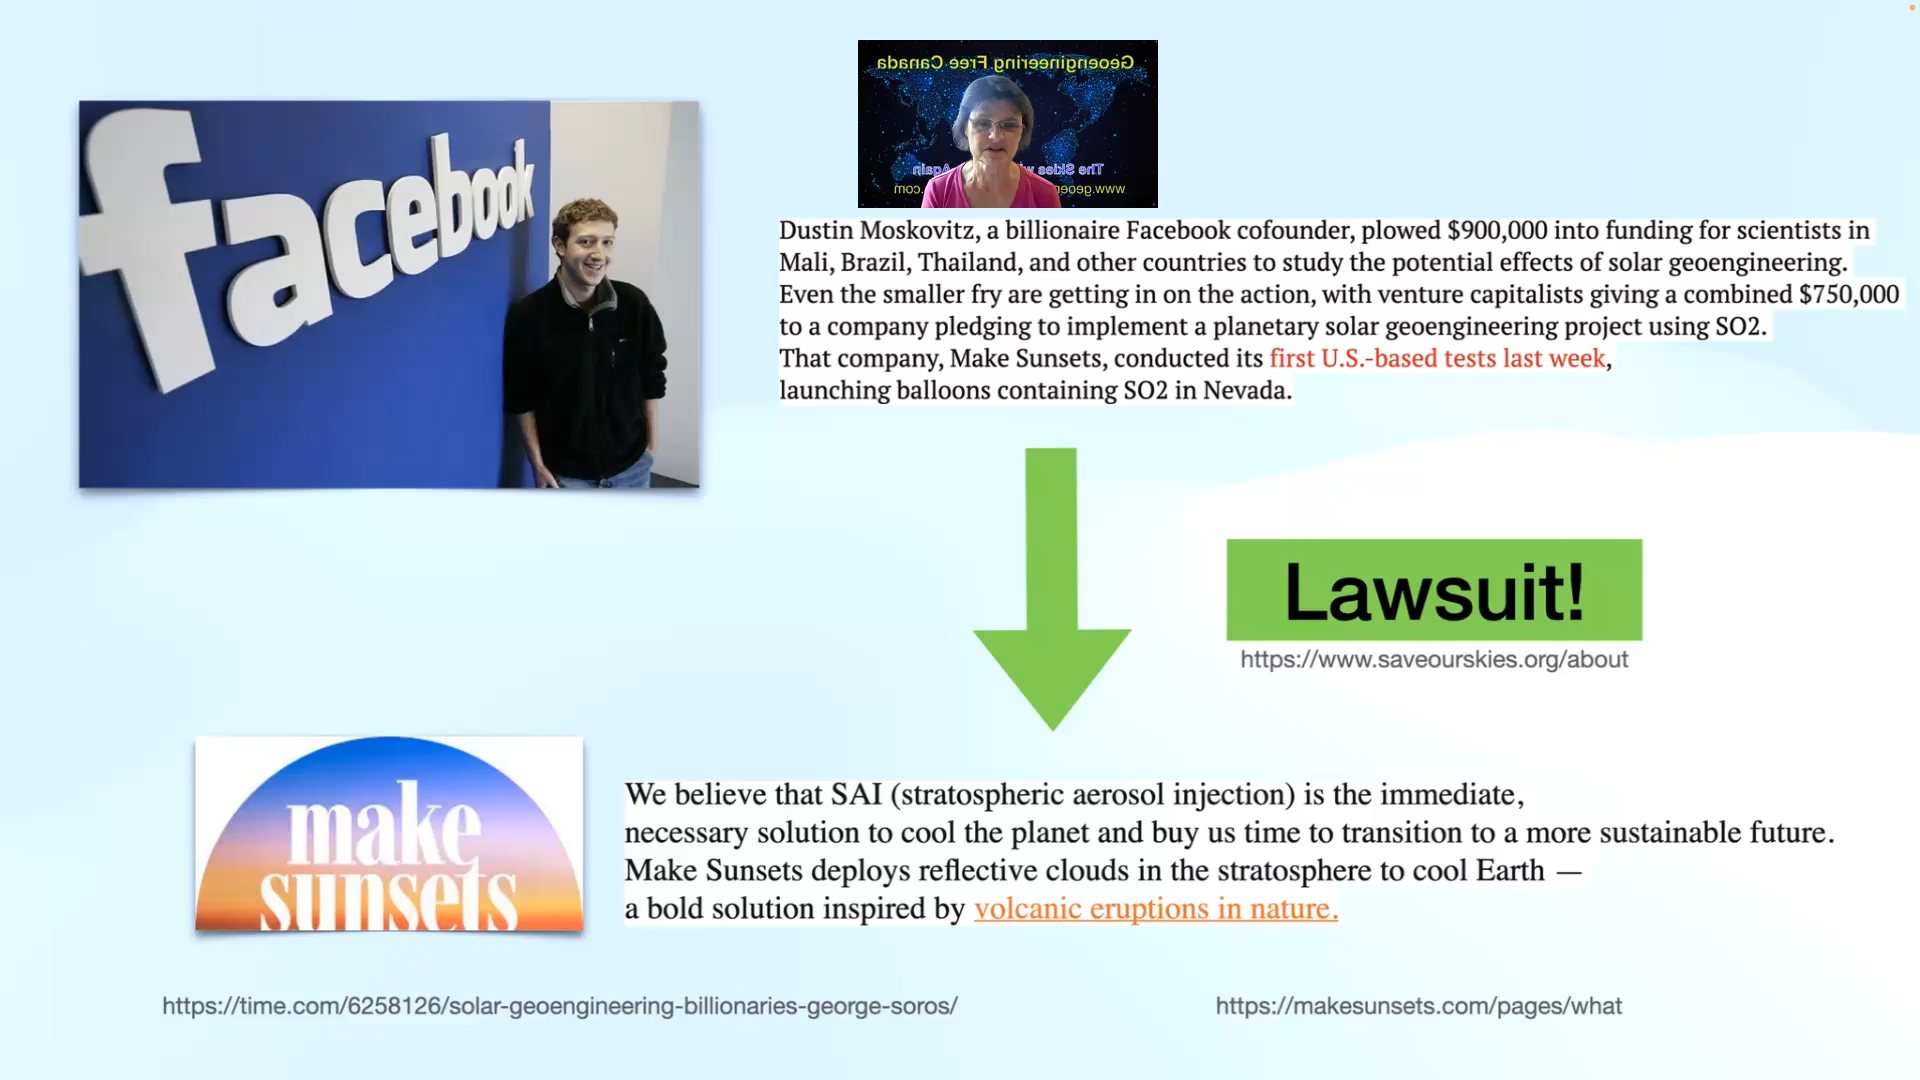 Geoengineering Free Canada
The Skies w
Again
www.geoen
.com
facebook
Dustin Moskovitz, a billionaire Facebook cofounder, plowed $900,000 into funding for scientists in
Mali, Brazil, Thailand, and other countries to study the potential effects of solar geoengineering.
Even the smaller fry are getting in on the action, with venture capitalists giving a combined $750,000
to a company pledging to implement a planetary solar geoengineering project using SO2.
That company, Make Sunsets, conducted its first U.S.-based tests last week,
launching balloons containing SO2 in Nevada.
Lawsuit!
https://www.saveourskies.org/about
make
sunsets
We believe that SAI (stratospheric aerosol injection) is the immediate,
necessary solution to cool the planet and buy us time to transition to a more sustainable future.
Make Sunsets deploys reflective clouds in the stratosphere to cool Earth —
a bold solution inspired by volcanic eruptions in nature.
https://time.com/6258126/solar-geoengineering-billionaries-george-soros/
https://makesunsets.com/pages/what